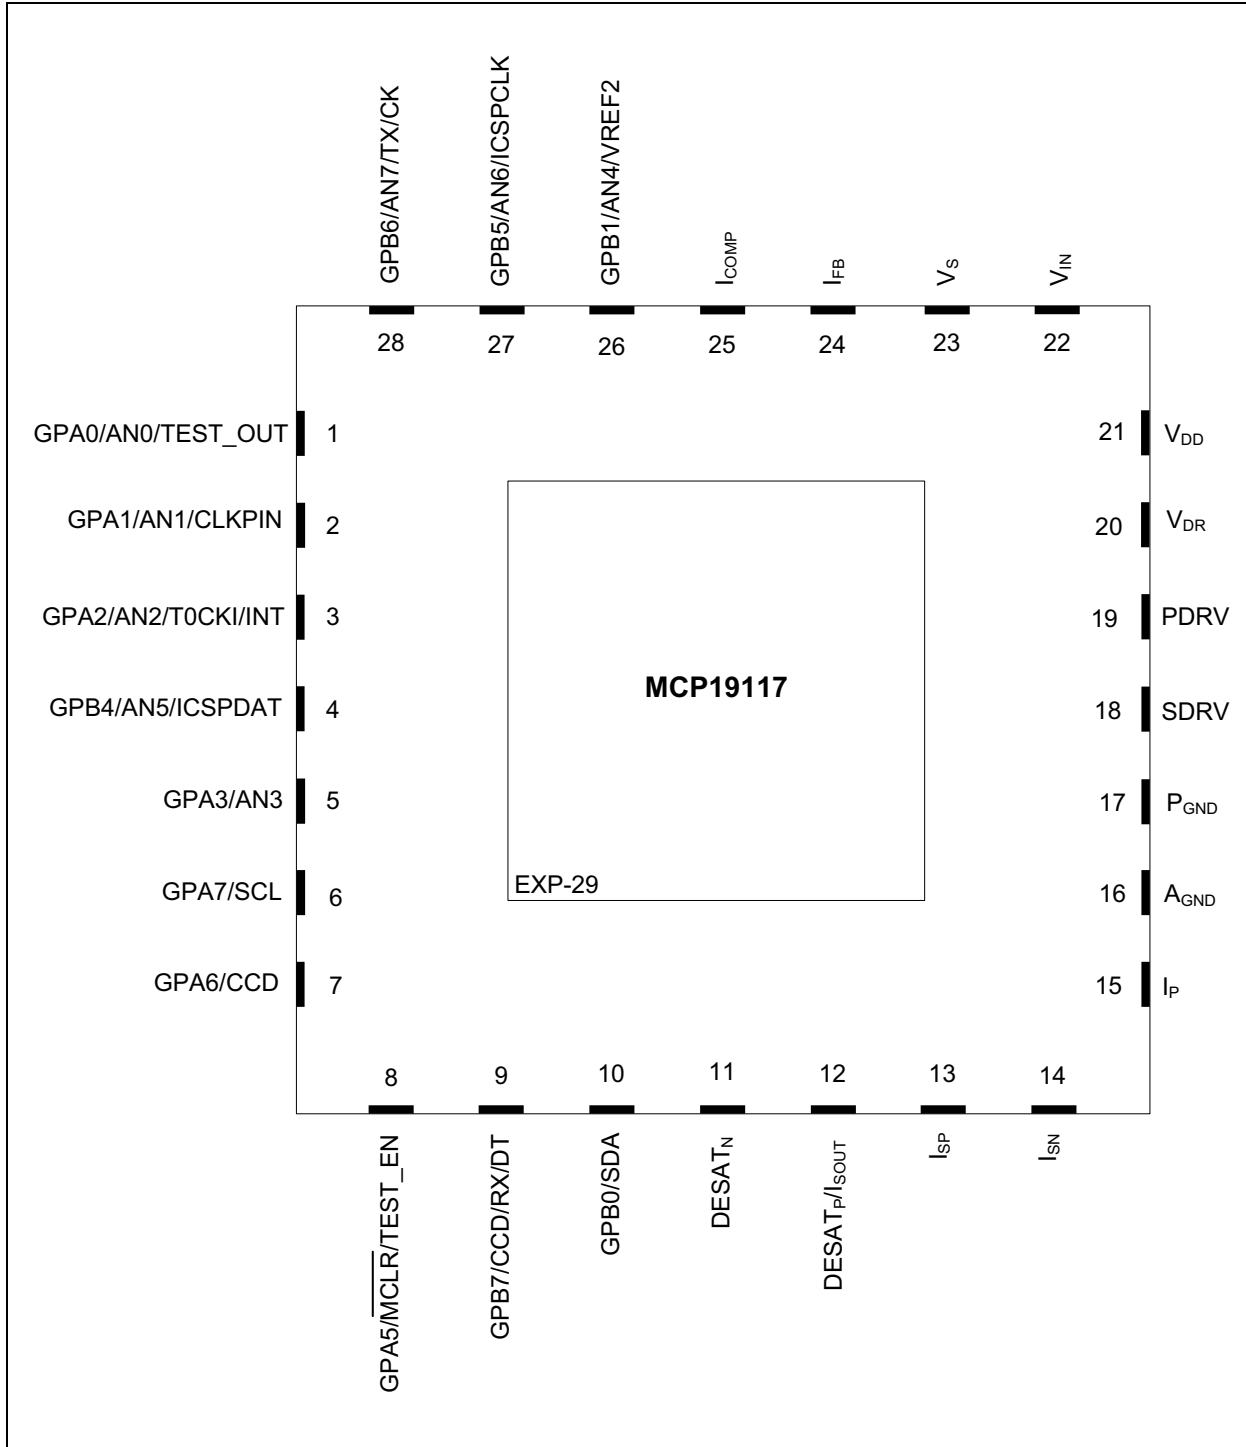 GPB6/AN7/TX/CK
GPB5/AN6/ICSPCLK
GPB1/AN4/VREF2
ICOMP
IFB
VS
VIN
28
27
26
25
24
23
22
GPA0/AN0/TEST_OUT
1
GPA1/AN1/CLKPIN
2
GPA2/AN2/T0CKI/INT
3
GPB4/AN5/ICSPDAT
4
GPA3/AN3
5
GPA7/SCL
6
GPA6/CCD
7
MCP19117
EXP-29
21
VDD
20
VDR
19
PDRV
18
SDRV
17
PGND
16
AGND
15
IP
8
9
10
11
12
13
14
GPA5/MCLR/TEST_EN
GPB7/CCD/RX/DT
GPB0/SDA
DESATN
DESATP/ISOUT
ISP
ISN